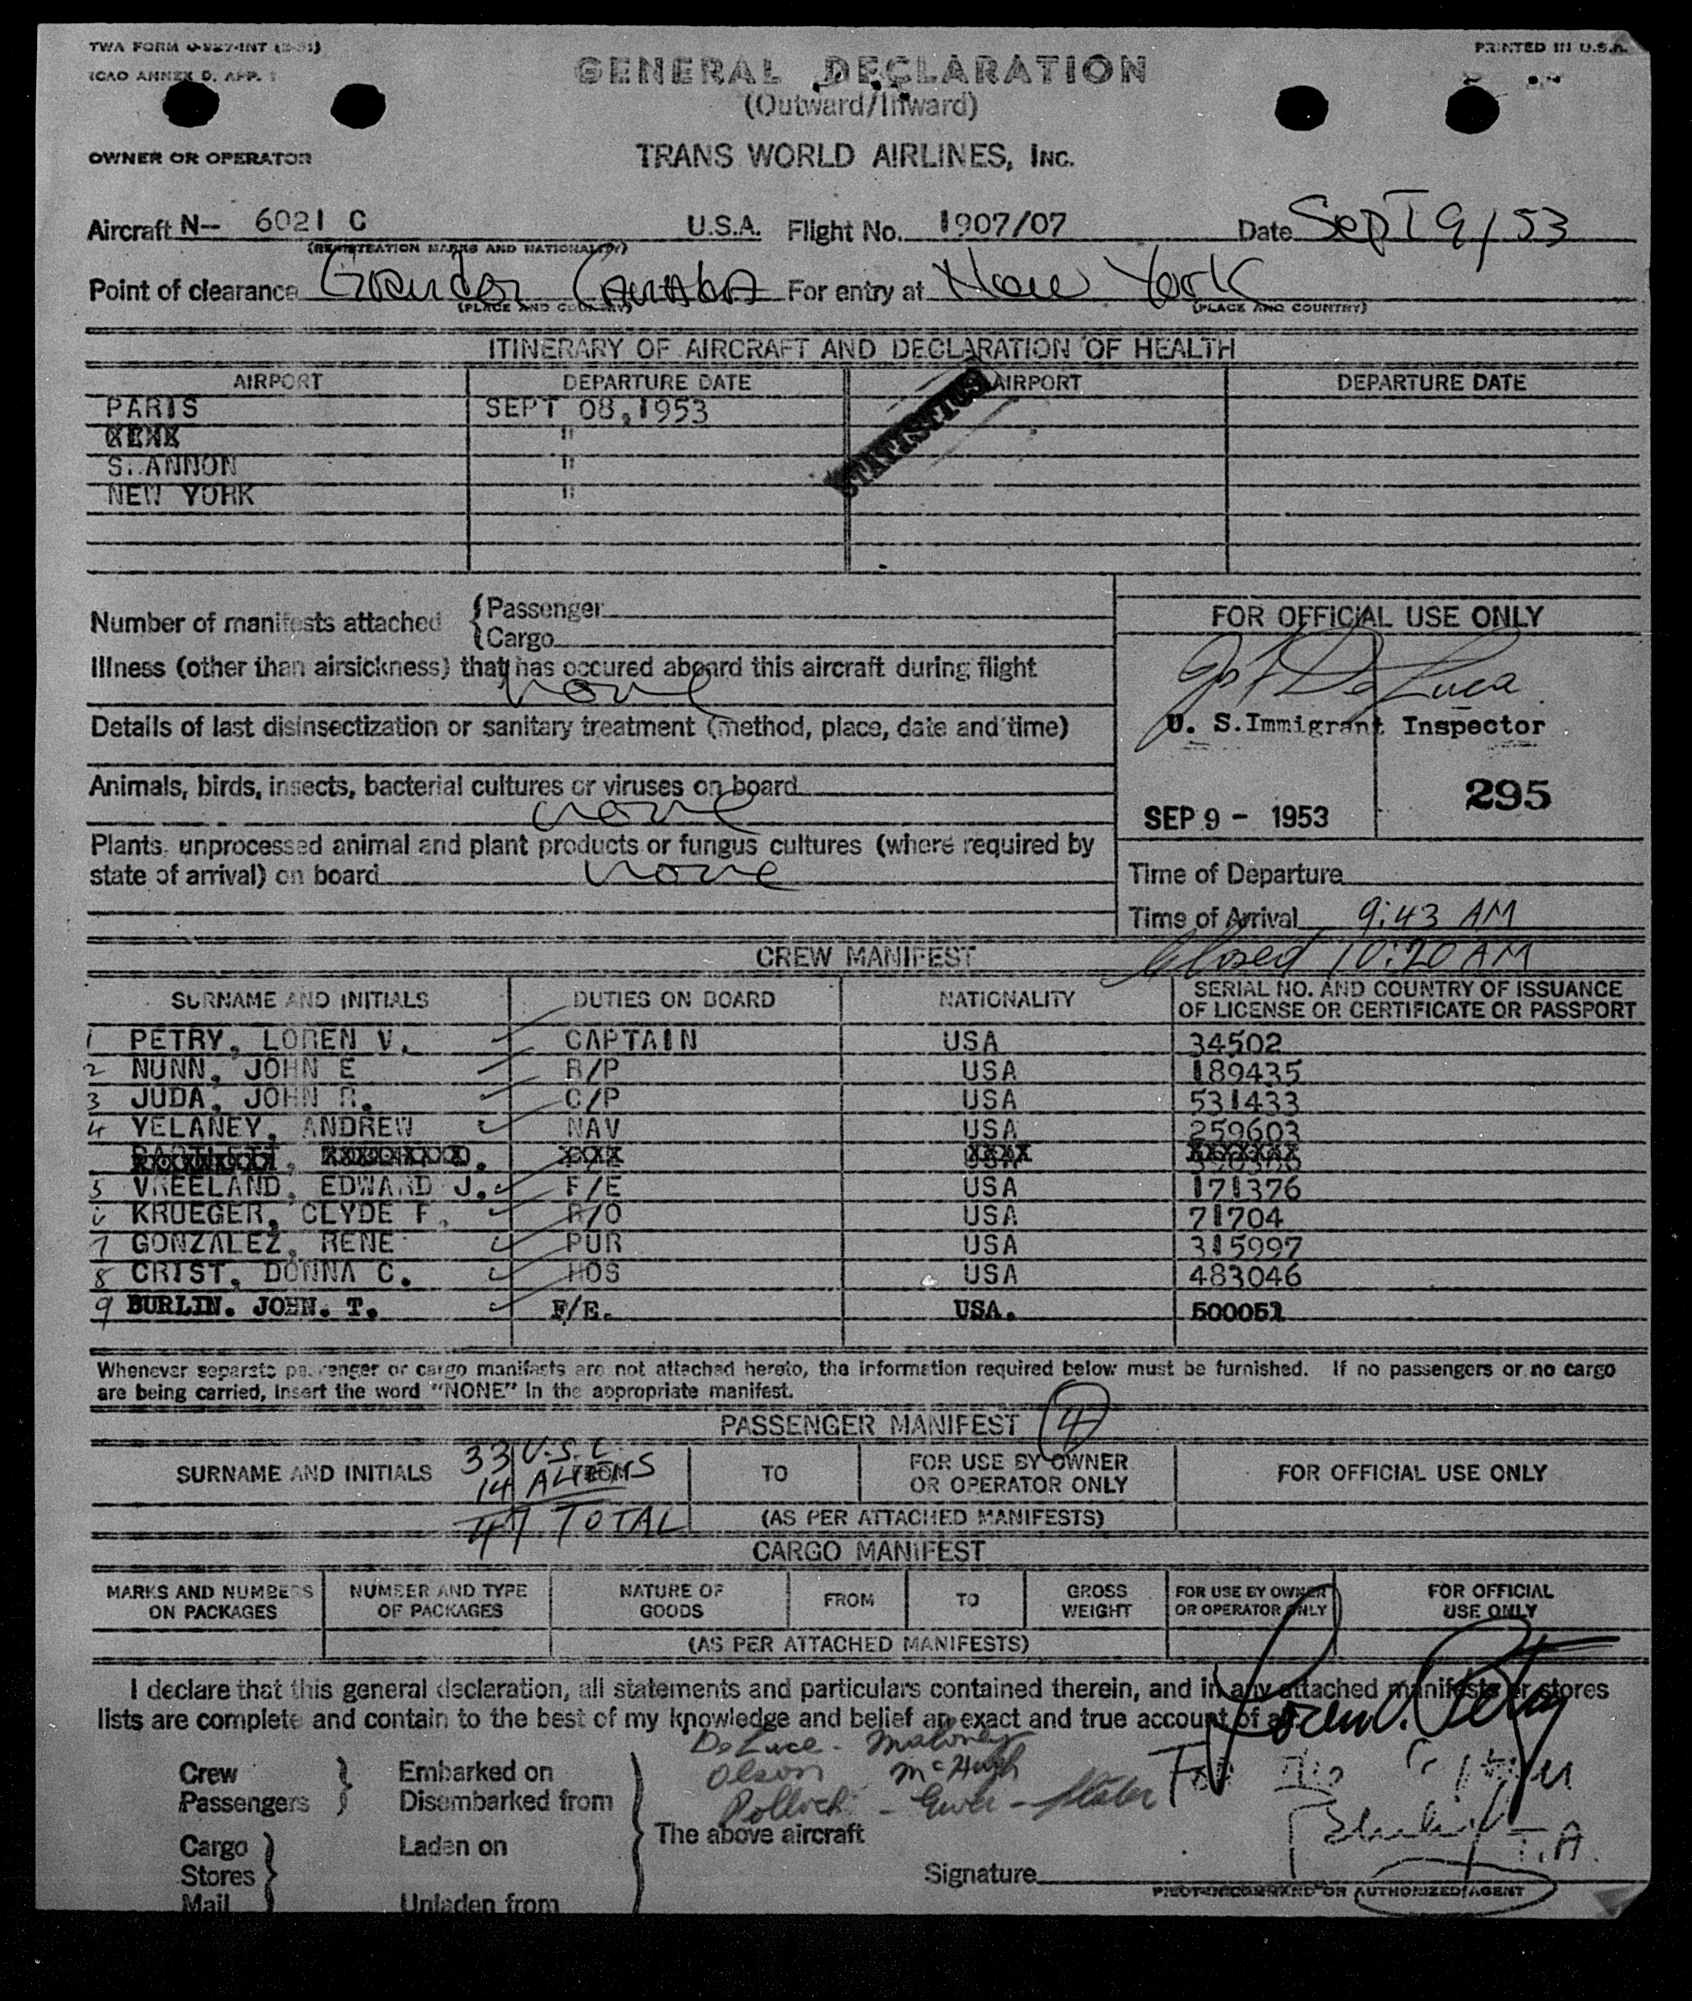 TWA FORM O-827-INT (2-51)
PRINTED IN U.S.A.
ICAO ANNEX 9, APP. 1
GENERAL DECLARATION
(Outward/Inward)
OWNER OR OPERATOR
TRANS WORLD AIRLINES, INC.
Aircraft N-- 6021 C U.S.A. Flight No. 1907/07 Date Sept 9/53
(REGISTRATION MARKS AND NATIONALITY)
Point of clearance Gander Canada For entry at New York
(PLACE AND COUNTRY) (PLACE AND COUNTRY)
ITINERARY OF AIRCRAFT AND DECLARATION OF HEALTH
AIRPORT DEPARTURE DATE AIRPORT DEPARTURE DATE
PARIS SEPT 08,1953
"
S.ANNON "
NEW YORK "
STATISTICS
Number of manifests attached { Passenger
{ Cargo
FOR OFFICIAL USE ONLY
Illness (other than airsickness) that has occured aboard this aircraft during flight
none
Jos F De Luca
U. S.Immigrant Inspector
Details of last disinsectization or sanitary treatment (method, place, date and time)
Animals, birds, insects, bacterial cultures or viruses on board
none
295
SEP 9 - 1953
Plants, unprocessed animal and plant products or fungus cultures (where required by
state of arrival) on board none
Time of Departure
Time of Arrival 9:43 AM
Closed 10:20 AM
CREW MANIFEST
SURNAME AND INITIALS DUTIES ON BOARD NATIONALITY SERIAL NO. AND COUNTRY OF ISSUANCE
OF LICENSE OR CERTIFICATE OR PASSPORT
1 PETRY, LOREN V. CAPTAIN USA 34502
2 NUNN, JOHN E R/P USA 189435
3 JUDA, JOHN R. C/P USA 531433
4 YELANEY, ANDREW NAV USA 259603
5 VREELAND, EDWARD J. F/E USA 171376
6 KRUEGER, CLYDE F. R/O USA 71704
7 GONZALEZ, RENE PUR USA 315997
8 CRIST, DONNA C. HOS USA 483046
9 BURLIN. JOHN. T. F/E. USA. 500051
Whenever separate passenger or cargo manifests are not attached hereto, the information required below must be furnished. If no passengers or no cargo
are being carried, insert the word "NONE" in the appropriate manifest.
PASSENGER MANIFEST 4
SURNAME AND INITIALS FROM TO FOR USE BY OWNER
OR OPERATOR ONLY FOR OFFICIAL USE ONLY
33 U.S.C.
14 ALIENS
47 TOTAL
(AS PER ATTACHED MANIFESTS)
CARGO MANIFEST
MARKS AND NUMBERS
ON PACKAGES NUMBER AND TYPE
OF PACKAGES NATURE OF
GOODS FROM TO GROSS
WEIGHT FOR USE BY OWNER
OR OPERATOR ONLY FOR OFFICIAL
USE ONLY
(AS PER ATTACHED MANIFESTS)
I declare that this general declaration, all statements and particulars contained therein, and in any attached manifests or stores
lists are complete and contain to the best of my knowledge and belief an exact and true account of all
Loren V. Petry
DeLuca - Maloney
Olson McHugh
Pollock - Ewer - Slater
Crew } Embarked on
Passengers } Disembarked from
Cargo } Laden on
Stores
Mail Unladen from
The above aircraft
T.A.
Signature
PILOT-IN-COMMAND OR AUTHORIZED AGENT